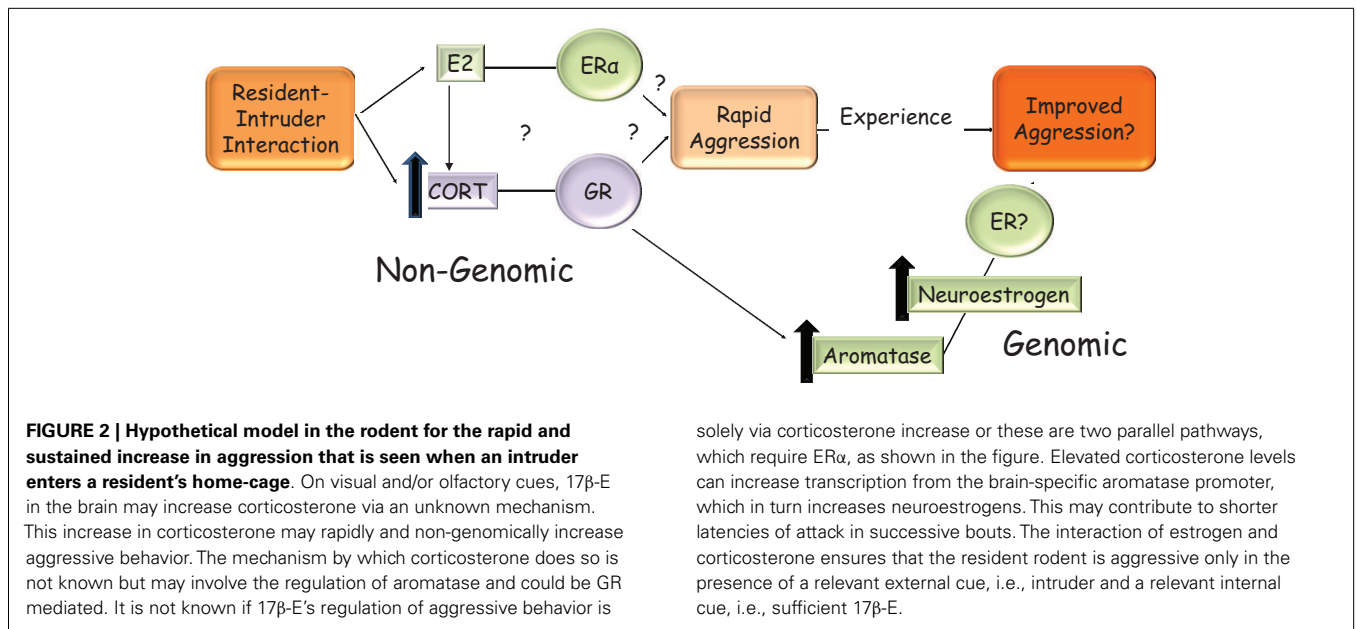 Resident-
Intruder
Interaction
E2
ERα
?
?
?
CORT
GR
Rapid
Aggression
Experience
Improved
Aggression?
ER?
Non-Genomic
Neuroestrogen
Aromatase
Genomic
FIGURE 2 | Hypothetical model in the rodent for the rapid and
sustained increase in aggression that is seen when an intruder
enters a resident’s home-cage. On visual and/or olfactory cues, 17β-E
in the brain may increase corticosterone via an unknown mechanism.
This increase in corticosterone may rapidly and non-genomically increase
aggressive behavior. The mechanism by which corticosterone does so is
not known but may involve the regulation of aromatase and could be GR
mediated. It is not known if 17β-E’s regulation of aggressive behavior is
solely via corticosterone increase or these are two parallel pathways,
which require ERα, as shown in the figure. Elevated corticosterone levels
can increase transcription from the brain-specific aromatase promoter,
which in turn increases neuroestrogens. This may contribute to shorter
latencies of attack in successive bouts. The interaction of estrogen and
corticosterone ensures that the resident rodent is aggressive only in the
presence of a relevant external cue, i.e., intruder and a relevant internal
cue, i.e., sufficient 17β-E.